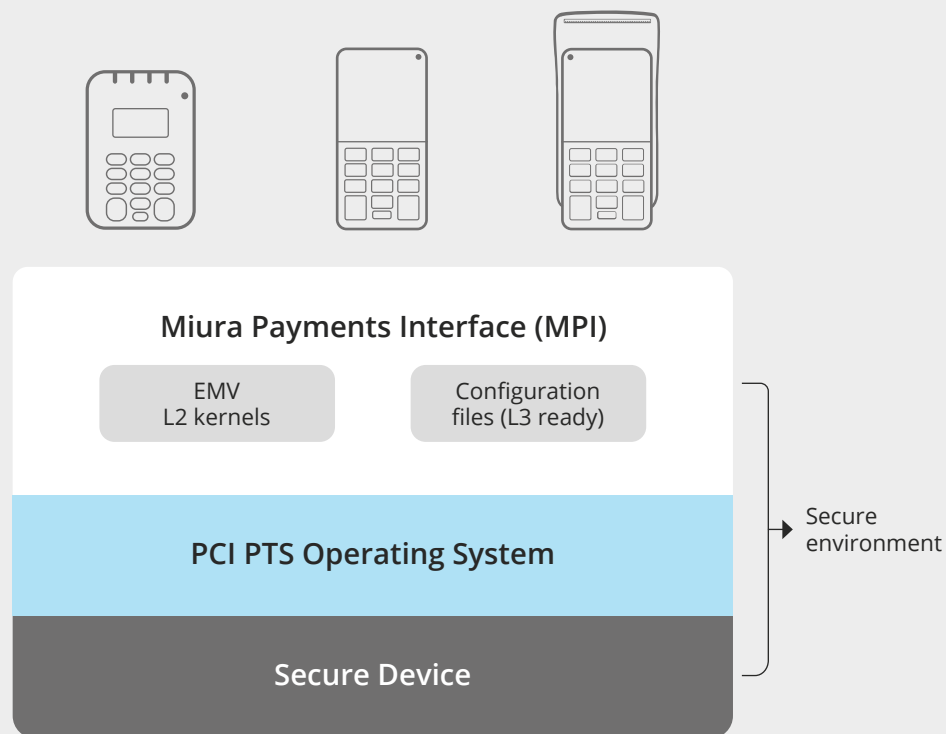 Miura Payments Interface (MPI)
EMV
L2 kernels
Configuration
files (L3 ready)
PCI PTS Operating System
Secure Device
Secure
environment